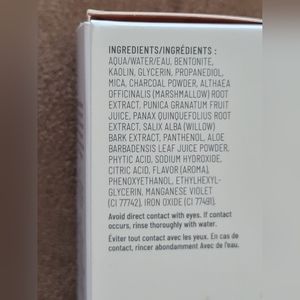 INGREDIENTS/INGRÉDIENTS :
AQUA/WATER/EAU, BENTONITE,
KAOLIN, GLYCERIN, PROPANEDIOL,
MICA, CHARCOAL POWDER, ALTHAEA
OFFICINALIS (MARSHMALLOW) ROOT
EXTRACT, PUNICA GRANATUM FRUIT
JUICE, PANAX QUINQUEFOLIUS ROOT
EXTRACT, SALIX ALBA (WILLOW)
BARK EXTRACT, PANTHENOL, ALOE
BARBADENSIS LEAF JUICE POWDER,
PHYTIC ACID, SODIUM HYDROXIDE,
CITRIC ACID, FLAVOR (AROMA),
PHENOXYETHANOL, ETHYLHEXYL-
GLYCERIN, MANGANESE VIOLET
(CI 77742), IRON OXIDE (CI 77491).
Avoid direct contact with eyes. If contact
occurs, rinse thoroughly with water.
Éviter tout contact avec les yeux. En cas de
contact, rincer abondamment Avec de l'eau.